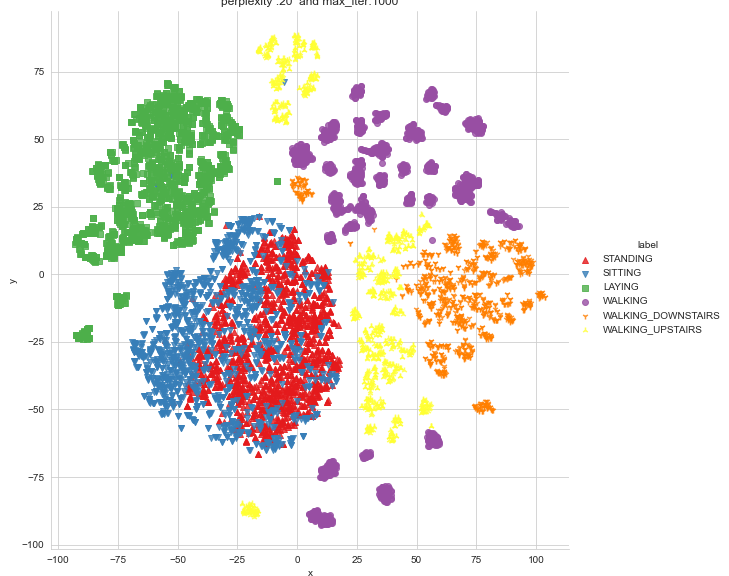 perplexity :20 and max_iter:1000
75
50
25
0
−25
−50
−75
−100
y
−100
−75
−50
−25
0
25
50
75
100
x
label
STANDING
SITTING
LAYING
WALKING
WALKING_DOWNSTAIRS
WALKING_UPSTAIRS